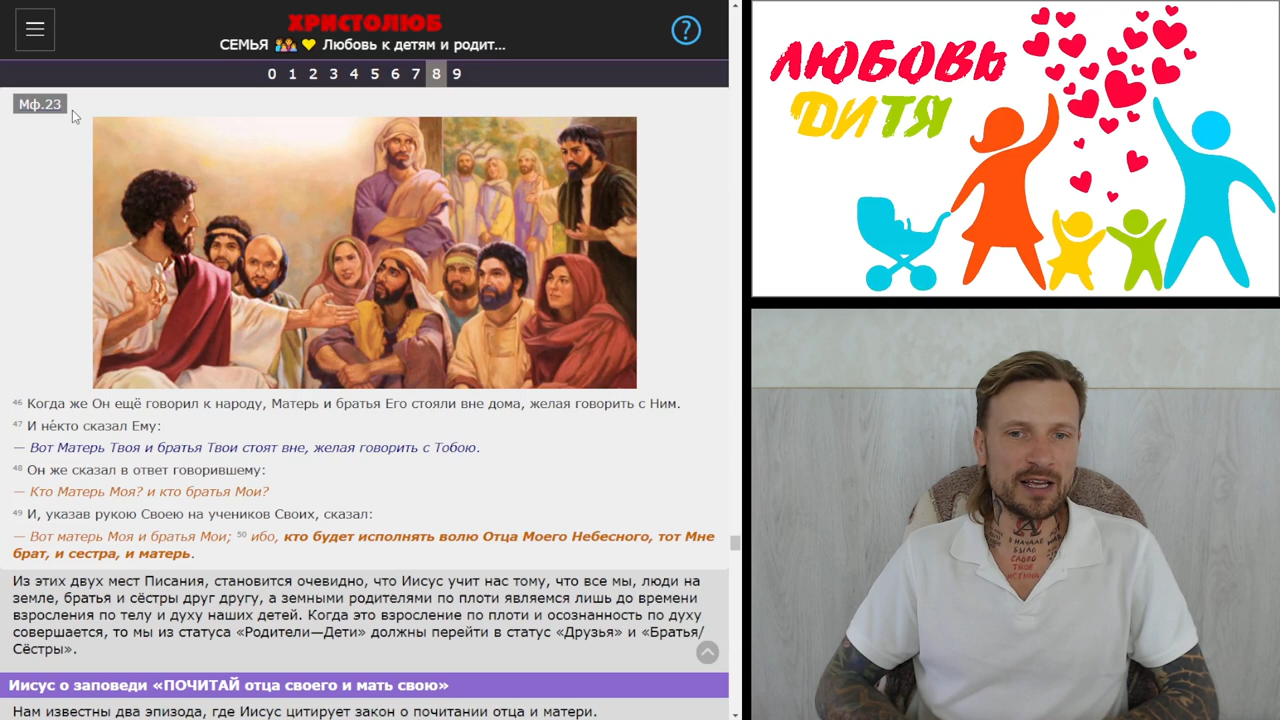 ХРИСТОЛЮБ
СЕМЬЯ 👫 💛 Любовь к детям и родит...
0 1 2 3 4 5 6 7 8 9
Мф.23
46 Когда же Он ещё говорил к народу, Матерь и братья Его стояли вне дома, желая говорить с Ним.
47 И не́кто сказал Ему:
— Вот Матерь Твоя и братья Твои стоят вне, желая говорить с Тобою.
48 Он же сказал в ответ говорившему:
— Кто Матерь Моя? и кто братья Мои?
49 И, указав рукою Своею на учеников Своих, сказал:
— Вот матерь Моя и братья Мои; 50 ибо, кто будет исполнять волю Отца Моего Небесного, тот Мне
брат, и сестра, и матерь.
Из этих двух мест Писания, становится очевидно, что Иисус учит нас тому, что все мы, люди на
земле, братья и сёстры друг другу, а земными родителями по плоти являемся лишь до времени
взросления по телу и духу наших детей. Когда это взросление по плоти и осознанность по духу
совершается, то мы из статуса «Родители—Дети» должны перейти в статус «Друзья» и «Братья/
Сёстры».
Иисус о заповеди «ПОЧИТАЙ отца своего и мать свою»
Нам известны два эпизода, где Иисус цитирует закон о почитании отца и матери.
ЛЮБОВЬ
ДИТЯ
В НАЧАЛЕ
БЫЛО
СЛОВО
ТВОЕ
ИСТИНА